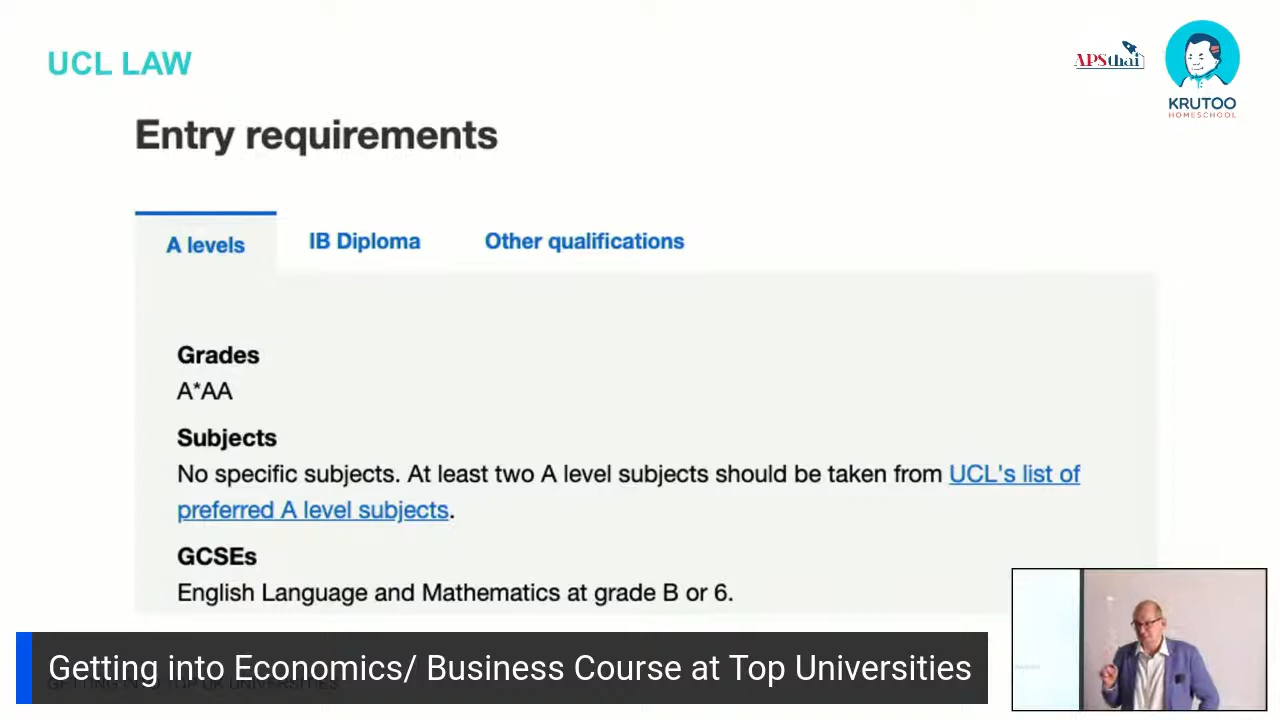 UCL LAW
APSthai
KRUTOO
HOMESCHOOL
Entry requirements
A levels
IB Diploma
Other qualifications
Grades
A*AA
Subjects
No specific subjects. At least two A level subjects should be taken from UCL's list of
preferred A level subjects.
GCSEs
English Language and Mathematics at grade B or 6.
Getting into Economics/ Business Course at Top Universities